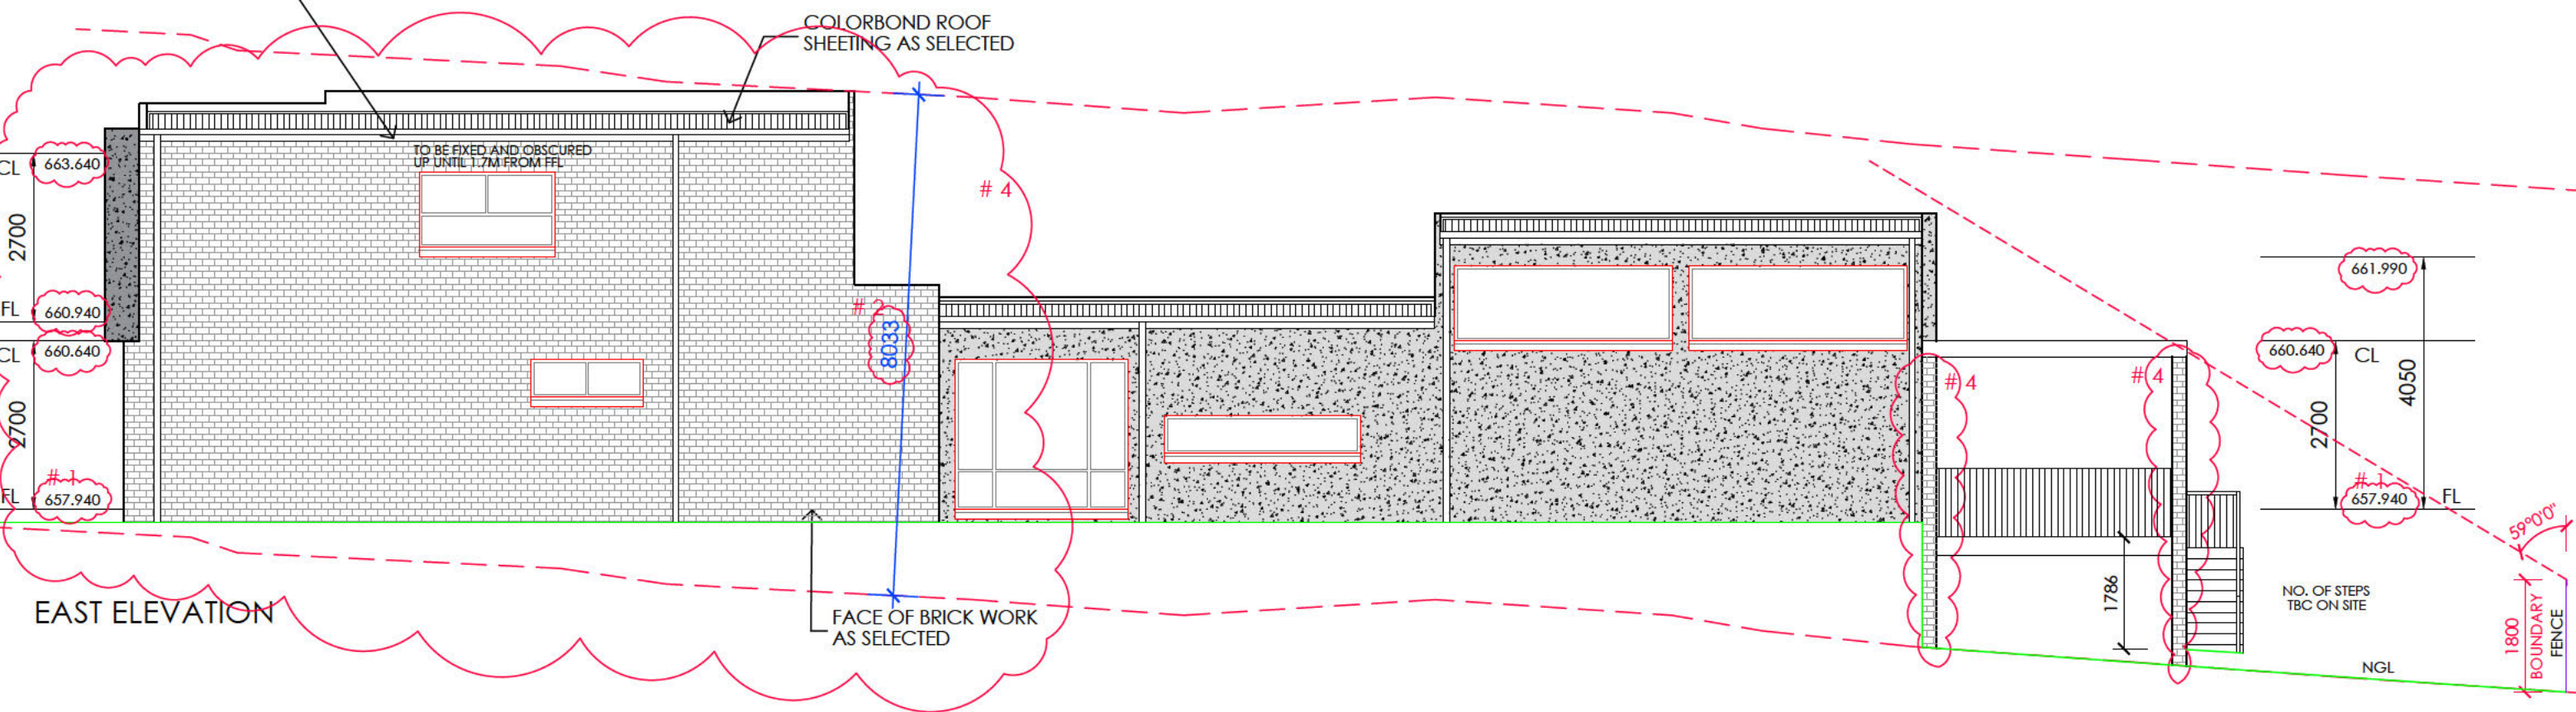 COLORBOND ROOF
SHEETING AS SELECTED
TO BE FIXED AND OBSCURED
UP UNTIL 1.7M FROM FFL
CL 663.640
2700
FL 660.940
CL 660.640
2700
# 1
FL 657.940
# 4
# 2
8033
# 4
# 4
661.990
660.640 CL
4050
2700
# 1
657.940 FL
59°0'0"
1786
NO. OF STEPS
TBC ON SITE
1800
BOUNDARY
FENCE
NGL
EAST ELEVATION
FACE OF BRICK WORK
AS SELECTED